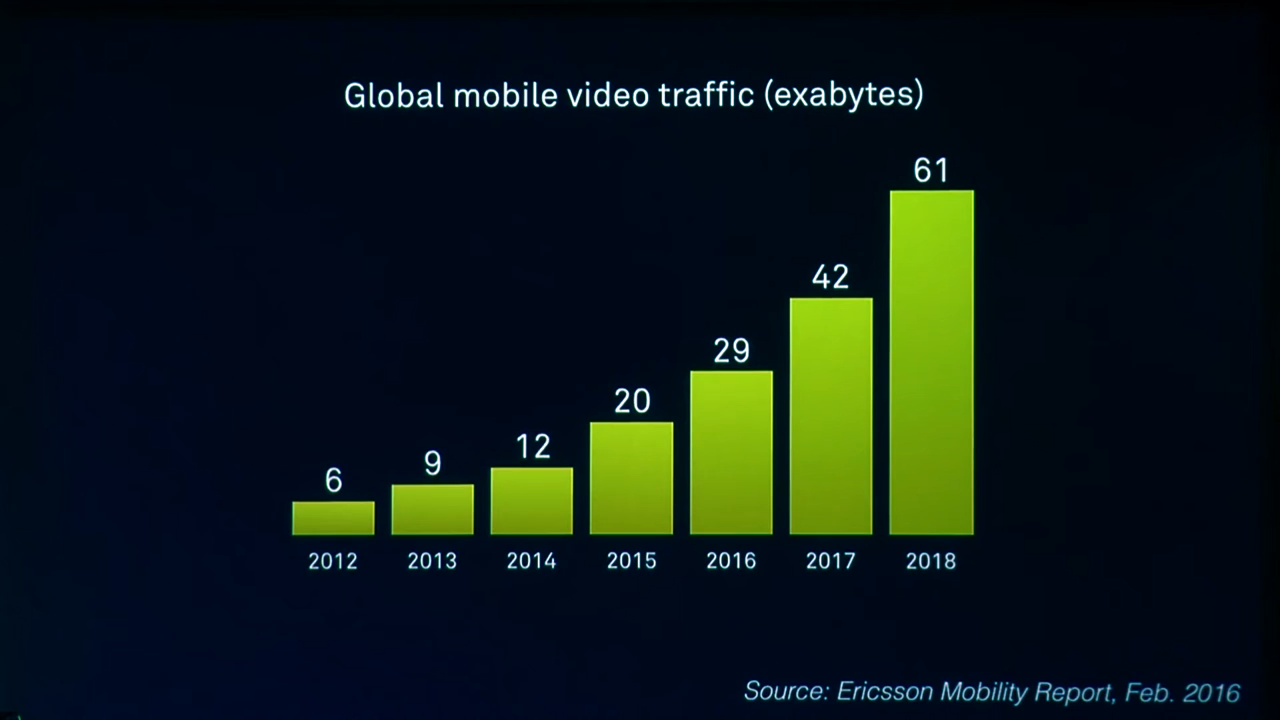 Global mobile video traffic (exabytes)
61
42
29
20
12
9
6
2012 2013 2014 2015 2016 2017 2018
Source: Ericsson Mobility Report, Feb. 2016